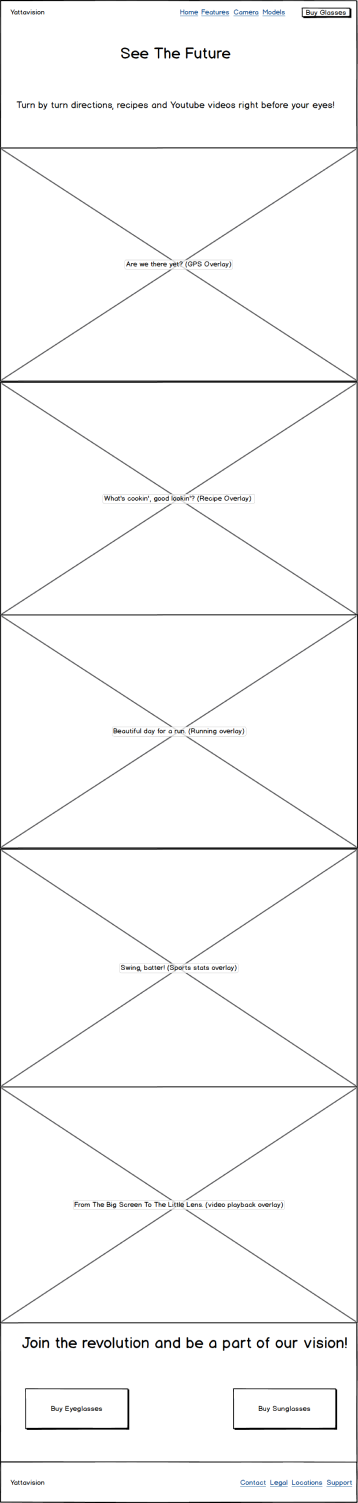 Yottavision Home Features Camera Models Buy Glasses
See The Future
Turn by turn directions, recipes and Youtube videos right before your eyes!
Are we there yet? (GPS Overlay)
What's cookin', good lookin'? (Recipe Overlay)
Beautiful day for a run. (Running overlay)
Swing, batter! (Sports stats overlay)
From The Big Screen To The Little Lens. (video playback overlay)
Join the revolution and be a part of our vision!
Buy Eyeglasses Buy Sunglasses
Yottavision Contact Legal Locations Support